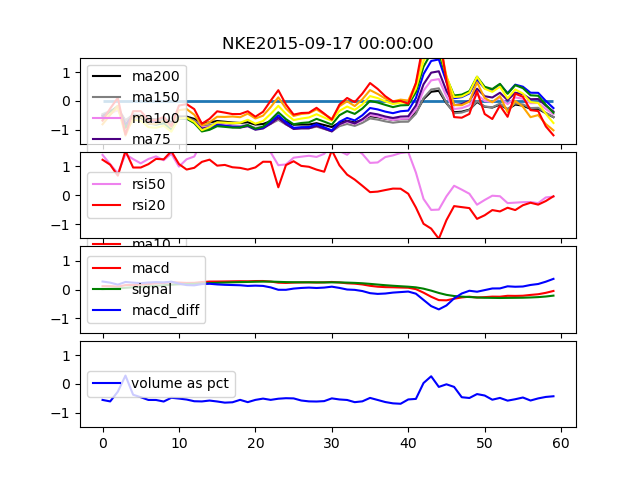 NKE2015-09-17 00:00:00
1
0
−1
ma200
ma150
ma100
ma75
1
0
−1
rsi50
rsi20
ma10
1
0
−1
macd
signal
macd_diff
1
0
−1
volume as pct
0 10 20 30 40 50 60